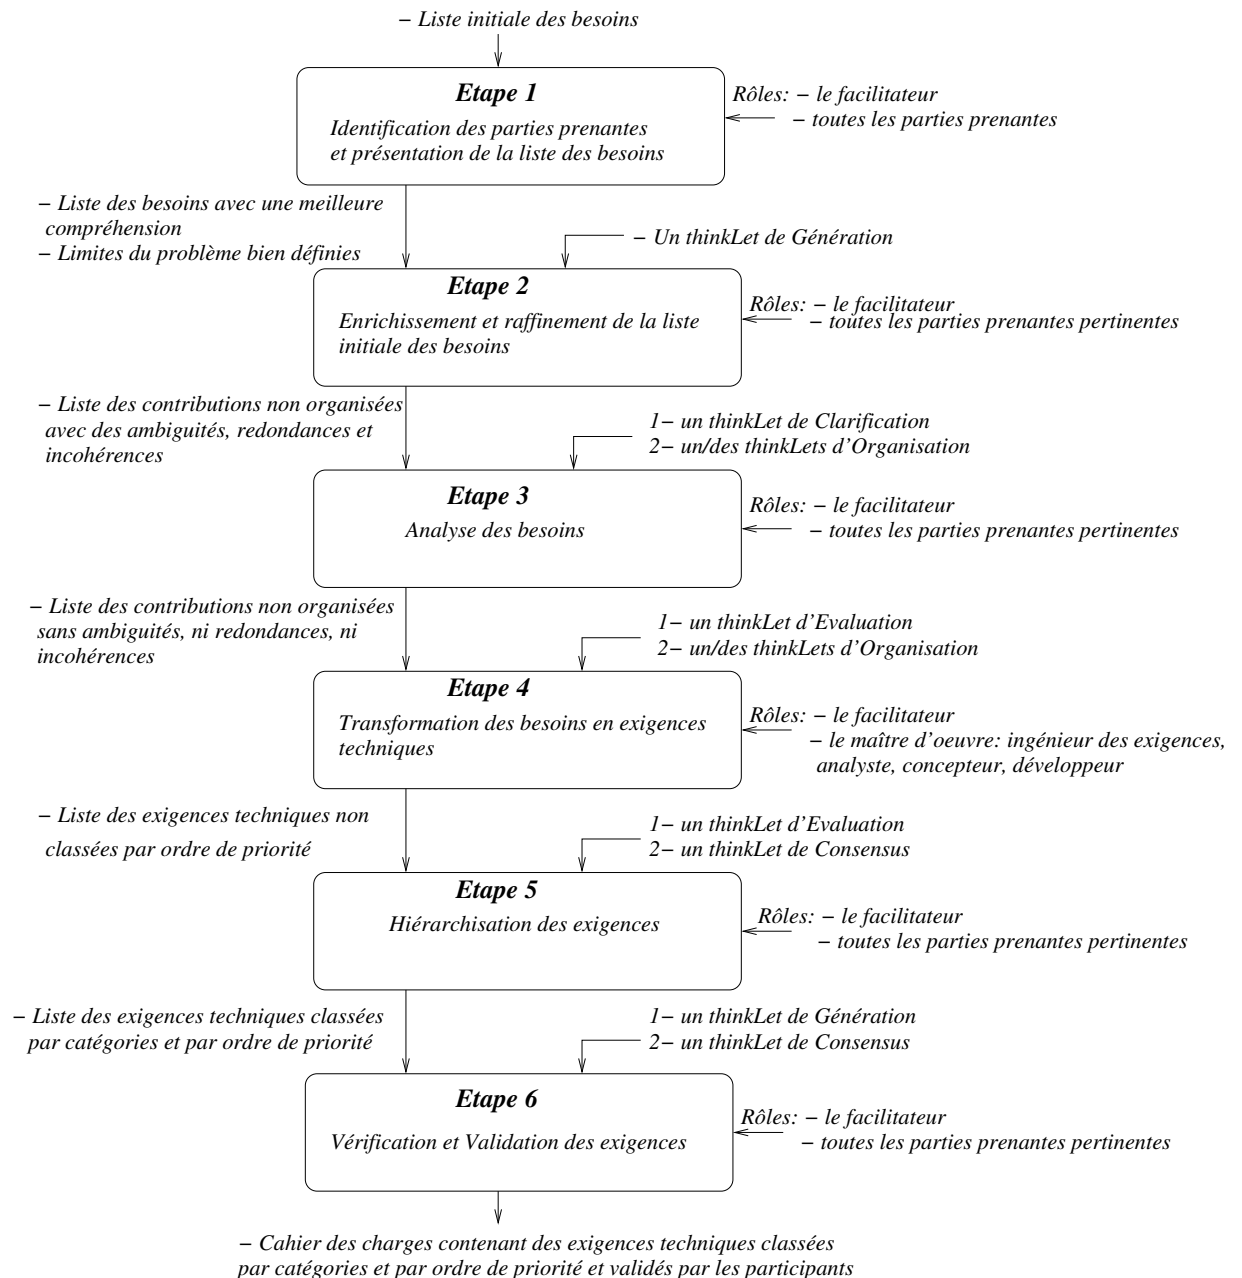 − Liste initiale des besoins
Etape 1
Identification des parties prenantes
et présentation de la liste des besoins
Rôles: − le facilitateur
− toutes les parties prenantes
− Liste des besoins avec une meilleure
compréhension
− Limites du problème bien définies
− Un thinkLet de Génération
Etape 2
Enrichissement et raffinement de la liste
initiale des besoins
Rôles: − le facilitateur
− toutes les parties prenantes pertinentes
− Liste des contributions non organisées
avec des ambiguités, redondances et
incohérences
1− un thinkLet de Clarification
2− un/des thinkLets d'Organisation
Etape 3
Analyse des besoins
Rôles: − le facilitateur
− toutes les parties prenantes pertinentes
− Liste des contributions non organisées
sans ambiguités, ni redondances, ni
incohérences
1− un thinkLet d'Evaluation
2− un/des thinkLets d'Organisation
Etape 4
Transformation des besoins en exigences
techniques
Rôles: − le facilitateur
− le maître d'oeuvre: ingénieur des exigences,
analyste, concepteur, développeur
− Liste des exigences techniques non
classées par ordre de priorité
1− un thinkLet d'Evaluation
2− un thinkLet de Consensus
Etape 5
Hiérarchisation des exigences
Rôles: − le facilitateur
− toutes les parties prenantes pertinentes
− Liste des exigences techniques classées
par catégories et par ordre de priorité
1− un thinkLet de Génération
2− un thinkLet de Consensus
Etape 6
Vérification et Validation des exigences
Rôles: − le facilitateur
− toutes les parties prenantes pertinentes
− Cahier des charges contenant des exigences techniques classées
par catégories et par ordre de priorité et validés par les participants